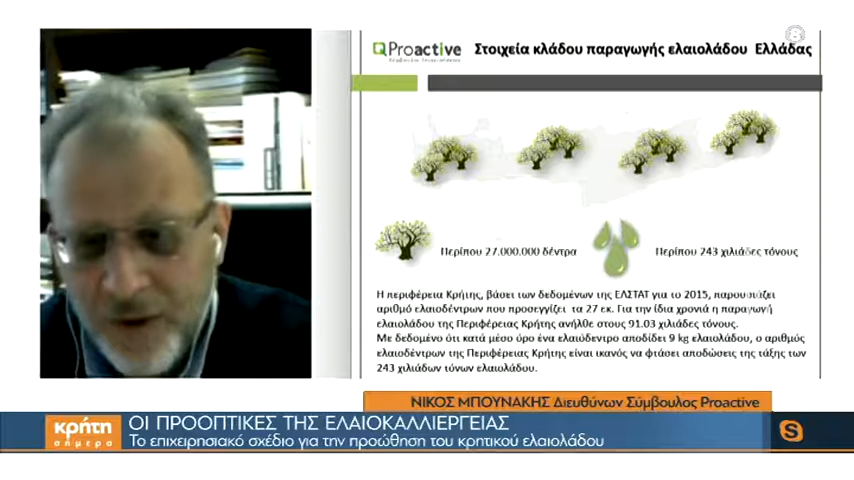 Proactive
Στοιχεία κλάδου παραγωγής ελαιολάδου Ελλάδας
Περίπου 27.000.000 δέντρα
Περίπου 243 χιλιάδες τόνους
Η περιφέρεια Κρήτης, βάσει των δεδομένων της ΕΛΣΤΑΤ για το 2015, παρουσιάζει
αριθμό ελαιοδέντρων που προσεγγίζει τα 27 εκ. Για την ίδια χρονιά η παραγωγή
ελαιολάδου της Περιφέρειας Κρήτης ανήλθε στους 91.03 χιλιάδες τόνους.
Με δεδομένο ότι κατά μέσο όρο ένα ελαιόδεντρο αποδίδει 9 kg ελαιολάδου, ο αριθμός
ελαιοδέντρων της Περιφέρειας Κρήτης είναι ικανός να φτάσει αποδόσεις της τάξης των
243 χιλιάδων τόνων ελαιολάδου.
ΝΙΚΟΣ ΜΠΟΥΝΑΚΗΣ Διευθύνων Σύμβουλος Proactive
κρήτη
σήμερα
ΟΙ ΠΡΟΟΠΤΙΚΕΣ ΤΗΣ ΕΛΑΙΟΚΑΛΛΙΕΡΓΕΙΑΣ
Το επιχειρησιακό σχέδιο για την προώθηση του κρητικού ελαιολάδου